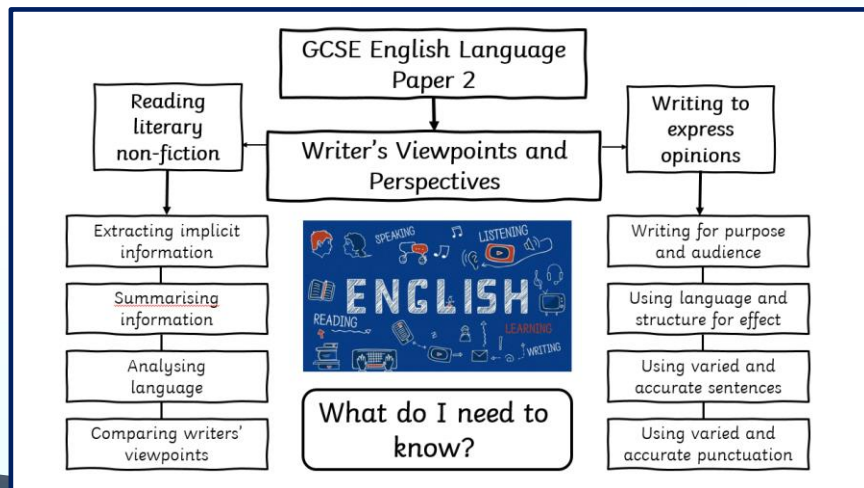 GCSE English Language
Paper 2
Reading
literary
non-fiction
Writer's Viewpoints and
Perspectives
Writing to
express
opinions
Extracting implicit
information
Summarising
information
Analysing
language
Comparing writers'
viewpoints
SPEAKING
LISTENING
ENGLISH
READING
LEARNING
WRITING
What do I need to
know?
Writing for purpose
and audience
Using language and
structure for effect
Using varied and
accurate sentences
Using varied and
accurate punctuation